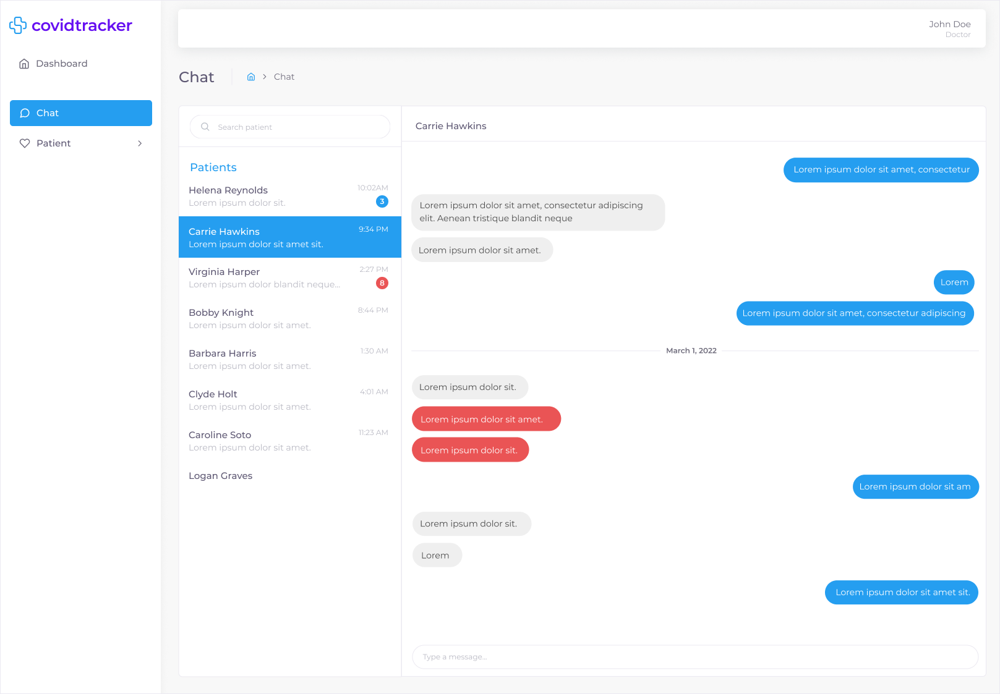 covidtracker
Dashboard
Chat
Patient
John Doe
Doctor
Chat
Chat
Search patient
Patients
Helena Reynolds
10:02AM
Lorem ipsum dolor sit.
3
Carrie Hawkins
9:34 PM
Lorem ipsum dolor sit amet sit.
Virginia Harper
2:27 PM
Lorem ipsum dolor blandit neque...
8
Bobby Knight
8:44 PM
Lorem ipsum dolor sit amet.
Barbara Harris
1:30 AM
Lorem ipsum dolor sit amet.
Clyde Holt
4:01 AM
Lorem ipsum dolor sit amet.
Caroline Soto
11:23 AM
Lorem ipsum dolor sit amet.
Logan Graves
Carrie Hawkins
Lorem ipsum dolor sit amet, consectetur
Lorem ipsum dolor sit amet, consectetur adipiscing
elit. Aenean tristique blandit neque
Lorem ipsum dolor sit amet.
Lorem
Lorem ipsum dolor sit amet, consectetur adipiscing
March 1, 2022
Lorem ipsum dolor sit.
Lorem ipsum dolor sit amet.
Lorem ipsum dolor sit.
Lorem ipsum dolor sit am
Lorem ipsum dolor sit.
Lorem
Lorem ipsum dolor sit amet sit.
Type a message...